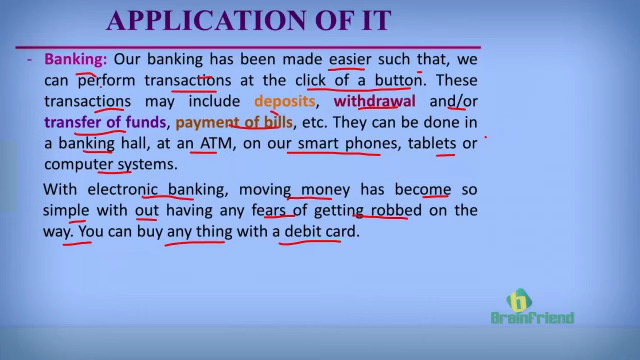 APPLICATION OF IT
- Banking: Our banking has been made easier such that, we
can perform transactions at the click of a button. These
transactions may include deposits, withdrawal and/or
transfer of funds, payment of bills, etc. They can be done in
a banking hall, at an ATM, on our smart phones, tablets or
computer systems.
With electronic banking, moving money has become so
simple with out having any fears of getting robbed on the
way. You can buy any thing with a debit card.
b
BrainFriend